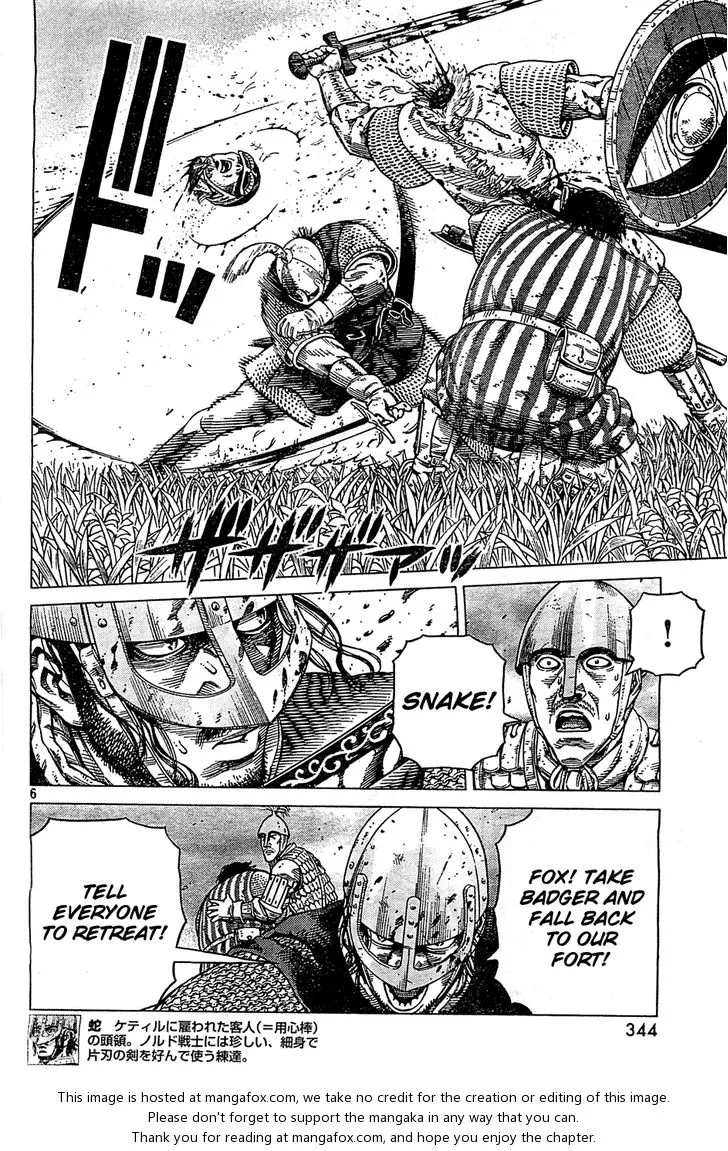 ドドッ
ザザザァッ
!
SNAKE!
6
FOX! TAKE
BADGER AND
FALL BACK
TO OUR
FORT!
TELL
EVERYONE
TO RETREAT!
344
蛇 ケティルに雇われた客人(=用心棒)
の頭領。ノルド戦士には珍しい、細身で
片刃の剣を好んで使う練達。
This image is hosted at mangafox.com, we take no credit for the creation or editing of this image.
Please don't forget to support the mangaka in any way that you can.
Thank you for reading at mangafox.com, and hope you enjoy the chapter.